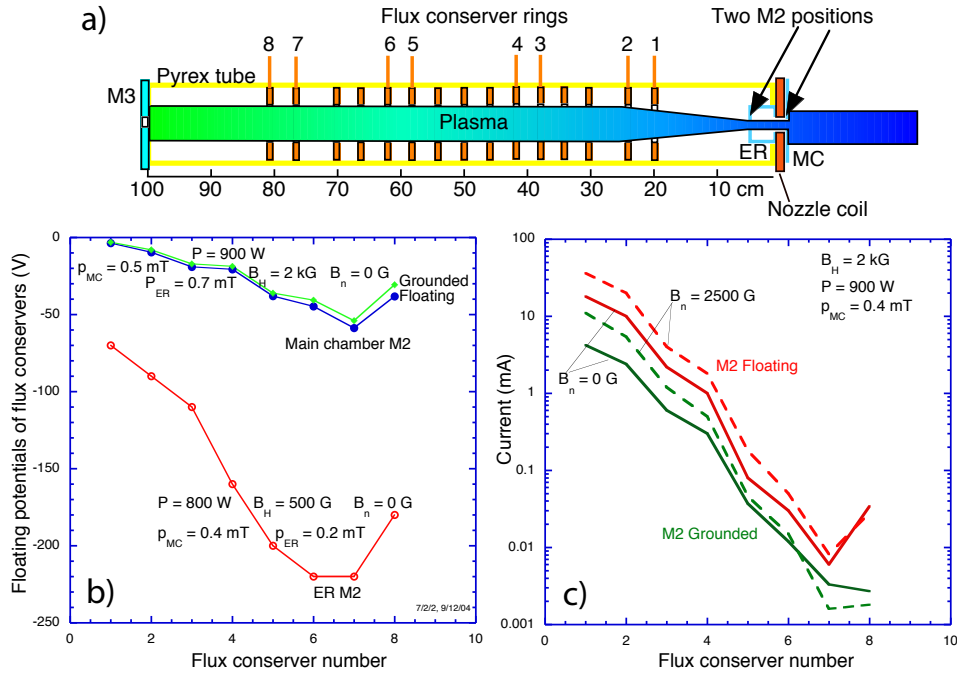 a)
Flux conserver rings
Two M2 positions
8 7 6 5 4 3 2 1
Pyrex tube
M3
Plasma
ER
MC
100 90 80 70 60 50 40 30 20 10 cm
Nozzle coil
b)
Floating potentials of flux conservers (V)
0
-50
-100
-150
-200
-250
0 2 4 6 8 10
Flux conserver number
P = 900 W
p_MC = 0.5 mT
P_ER = 0.7 mT
B_H = 2 kG
B_n = 0 G
Grounded
Floating
Main chamber M2
P = 800 W
B_H = 500 G
B_n = 0 G
p_MC = 0.4 mT
p_ER = 0.2 mT
ER M2
7/2/2, 9/12/04
c)
Current (mA)
100
10
1
0.1
0.01
0.001
0 2 4 6 8 10
Flux conserver number
B_H = 2 kG
P = 900 W
p_MC = 0.4 mT
B_n = 2500 G
M2 Floating
B_n = 0 G
M2 Grounded